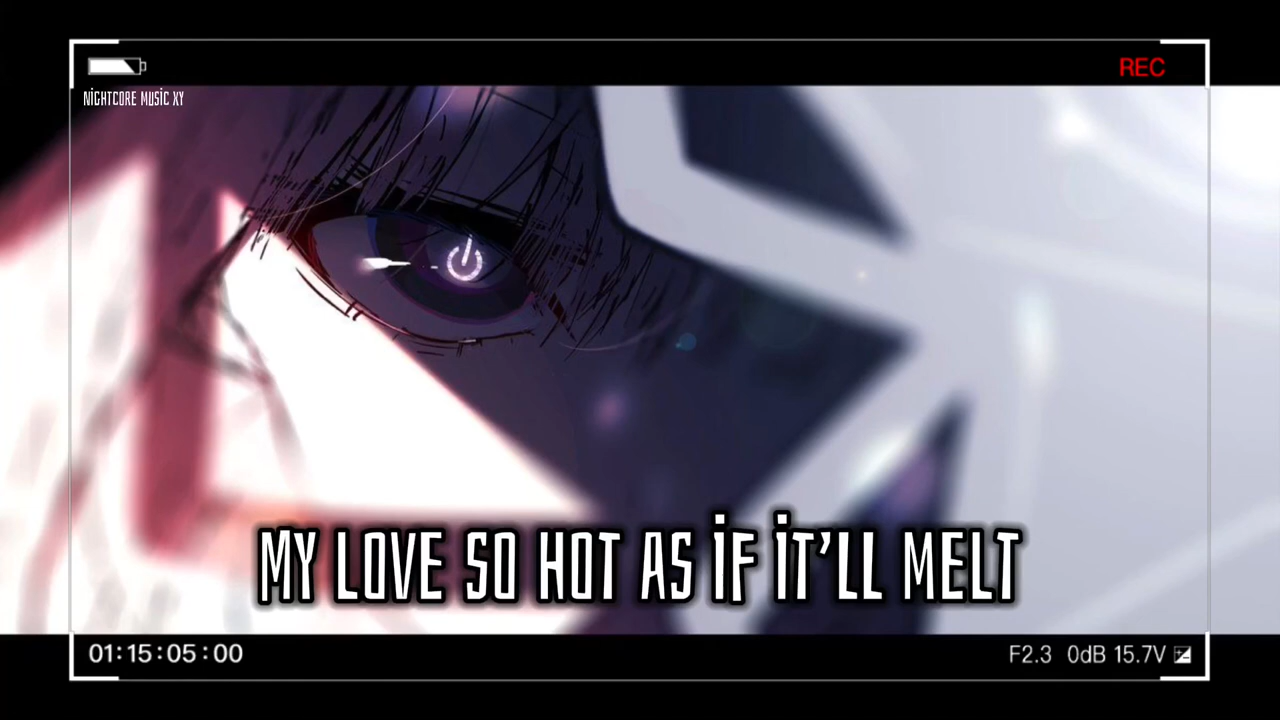 REC
NIGHTCORE MUSIC XY
MY LOVE SO HOT AS IF IT'LL MELT
01:15:05:00
F2.3 0dB 15.7V